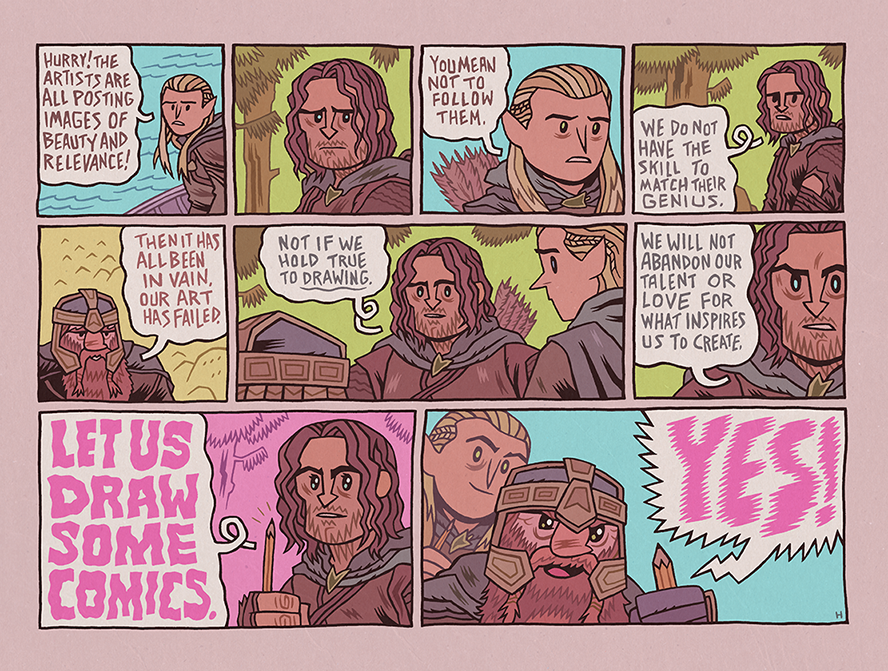 HURRY! THE
ARTISTS ARE
ALL POSTING
IMAGES OF
BEAUTY AND
RELEVANCE!
YOU MEAN
NOT TO
FOLLOW
THEM.
WE DO NOT
HAVE THE
SKILL TO
MATCH THEIR
GENIUS.
THEN IT HAS
ALL BEEN
IN VAIN.
OUR ART
HAS FAILED.
NOT IF WE
HOLD TRUE
TO DRAWING.
WE WILL NOT
ABANDON OUR
TALENT OR
LOVE FOR
WHAT INSPIRES
US TO CREATE.
LET US
DRAW
SOME
COMICS.
YES!
H